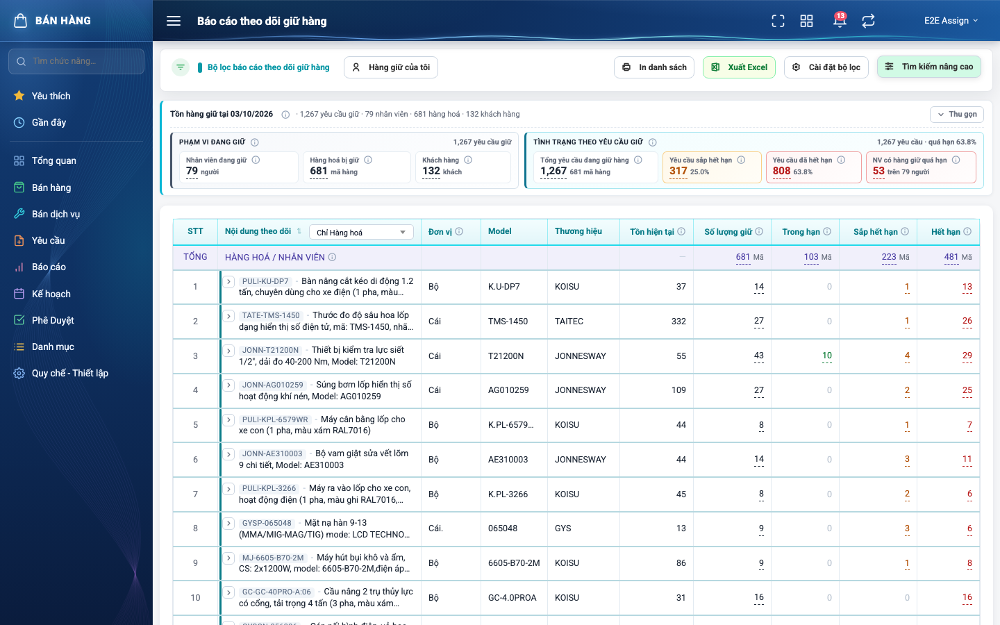 BÁN HÀNG
Báo cáo theo dõi giữ hàng
13
E2E Assign
Tìm chức năng...
Yêu thích
Gần đây
Tổng quan
Bán hàng
Bán dịch vụ
Yêu cầu
Báo cáo
Kế hoạch
Phê Duyệt
Danh mục
Quy chế - Thiết lập
Bộ lọc báo cáo theo dõi giữ hàng
Hàng giữ của tôi
In danh sách
Xuất Excel
Cài đặt bộ lọc
Tìm kiếm nâng cao
Tồn hàng giữ tại 03/10/2026 · 1,267 yêu cầu giữ · 79 nhân viên · 681 hàng hoá · 132 khách hàng
Thu gọn
PHẠM VI ĐANG GIỮ 1,267 yêu cầu giữ
Nhân viên đang giữ
79 người
Hàng hoá bị giữ
681 mã hàng
Khách hàng
132 khách
TÌNH TRẠNG THEO YÊU CẦU GIỮ 1,267 yêu cầu · quá hạn 63.8%
Tổng yêu cầu đang giữ hàng
1,267 681 mã hàng
Yêu cầu sắp hết hạn
317 25.0%
Yêu cầu đã hết hạn
808 63.8%
NV có hàng giữ quá hạn
53 trên 79 người
STT Nội dung theo dõi Chỉ Hàng hoá Đơn vị Model Thương hiệu Tồn hiện tại Số lượng giữ Trong hạn Sắp hết hạn Hết hạn
TỔNG HÀNG HOÁ / NHÂN VIÊN — 681 Mã 103 Mã 223 Mã 481 Mã
1 PULI-KU-DP7 - Bàn nâng cắt kéo di động 1.2
tấn, chuyên dùng cho xe điện (1 pha, màu... Bộ K.U-DP7 KOISU 37 14 0 1 13
2 TATE-TMS-1450 - Thước đo độ sâu hoa lốp
dạng hiển thị số điện tử, mã: TMS-1450, nhã... Cái TMS-1450 TAITEC 332 27 0 1 26
3 JONN-T21200N - Thiết bị kiểm tra lực siết
1/2", dải đo 40-200 Nm, Model: T21200N Cái T21200N JONNESWAY 55 43 10 4 29
4 JONN-AG010259 - Súng bơm lốp hiển thị số
hoạt động khí nén, Model: AG010259 Cái AG010259 JONNESWAY 109 27 0 2 25
5 PULI-KPL-6579WR - Máy cân bằng lốp cho
xe con (1 pha, màu xám RAL7016) Bộ K.PL-6579... KOISU 44 8 0 1 7
6 JONN-AE310003 - Bộ vam giật sửa vết lõm
9 chi tiết, Model: AE310003 Bộ AE310003 JONNESWAY 44 14 0 3 11
7 PULI-KPL-3266 - Máy ra vào lốp cho xe con,
hoạt động điện (1 pha, màu ghi RAL7016,... Bộ K.PL-3266 KOISU 45 8 0 2 6
8 GYSP-065048 - Mặt nạ hàn 9-13
(MMA/MIG-MAG/TIG) mode: LCD TECHNO... Cái. 065048 GYS 13 9 0 3 6
9 MJ-6605-B70-2M - Máy hút bụi khô và ẩm,
CS: 2x1200W, model: 6605-B70-2M,điện áp... Bộ 6605-B70-2M KOISU 86 9 0 1 8
10 GC-GC-40PRO-A:06 - Cầu nâng 2 trụ thủy lực
có cổng, tải trọng 4 tấn (3 pha, màu xám... Bộ GC-4.0PROA KOISU 31 16 0 0 16